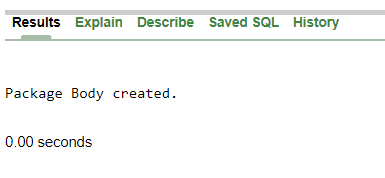 Results Explain Describe Saved SQL History
Package Body created.
0.00 seconds